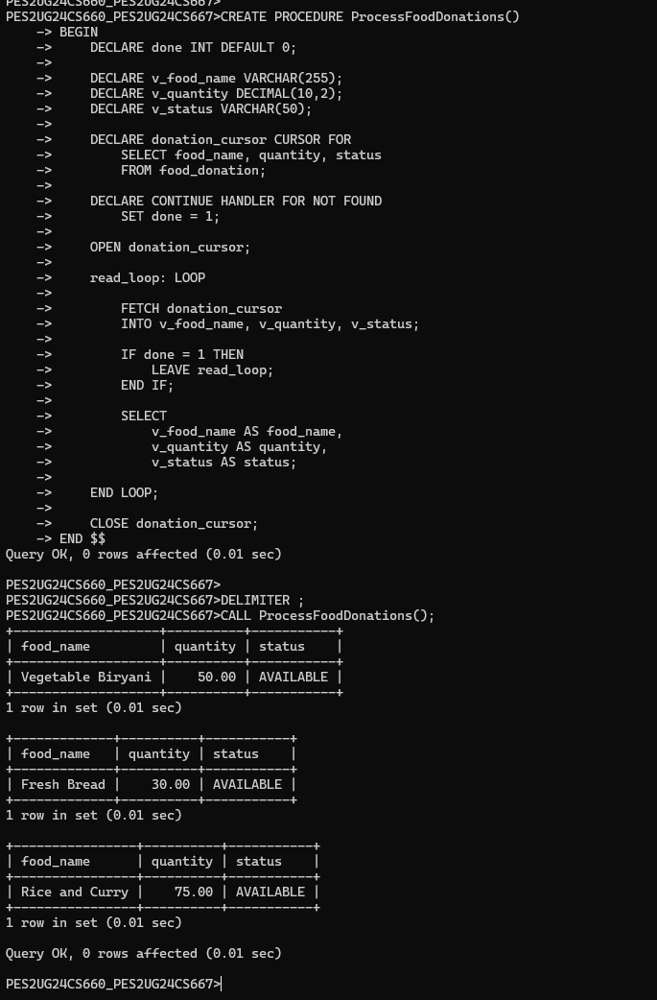 PES2UG24CS660_PES2UG24CS667>
PES2UG24CS660_PES2UG24CS667>CREATE PROCEDURE ProcessFoodDonations()
    -> BEGIN
    ->     DECLARE done INT DEFAULT 0;
    ->
    ->     DECLARE v_food_name VARCHAR(255);
    ->     DECLARE v_quantity DECIMAL(10,2);
    ->     DECLARE v_status VARCHAR(50);
    ->
    ->     DECLARE donation_cursor CURSOR FOR
    ->         SELECT food_name, quantity, status
    ->         FROM food_donation;
    ->
    ->     DECLARE CONTINUE HANDLER FOR NOT FOUND
    ->         SET done = 1;
    ->
    ->     OPEN donation_cursor;
    ->
    ->     read_loop: LOOP
    ->
    ->         FETCH donation_cursor
    ->         INTO v_food_name, v_quantity, v_status;
    ->
    ->         IF done = 1 THEN
    ->             LEAVE read_loop;
    ->         END IF;
    ->
    ->         SELECT
    ->             v_food_name AS food_name,
    ->             v_quantity AS quantity,
    ->             v_status AS status;
    ->
    ->     END LOOP;
    ->
    ->     CLOSE donation_cursor;
    -> END $$
Query OK, 0 rows affected (0.01 sec)

PES2UG24CS660_PES2UG24CS667>
PES2UG24CS660_PES2UG24CS667>DELIMITER ;
PES2UG24CS660_PES2UG24CS667>CALL ProcessFoodDonations();
+-------------------+----------+-----------+
| food_name         | quantity | status    |
+-------------------+----------+-----------+
| Vegetable Biryani |    50.00 | AVAILABLE |
+-------------------+----------+-----------+
1 row in set (0.01 sec)

+-------------+----------+-----------+
| food_name   | quantity | status    |
+-------------+----------+-----------+
| Fresh Bread |    30.00 | AVAILABLE |
+-------------+----------+-----------+
1 row in set (0.01 sec)

+----------------+----------+-----------+
| food_name      | quantity | status    |
+----------------+----------+-----------+
| Rice and Curry |    75.00 | AVAILABLE |
+----------------+----------+-----------+
1 row in set (0.01 sec)

Query OK, 0 rows affected (0.01 sec)

PES2UG24CS660_PES2UG24CS667>